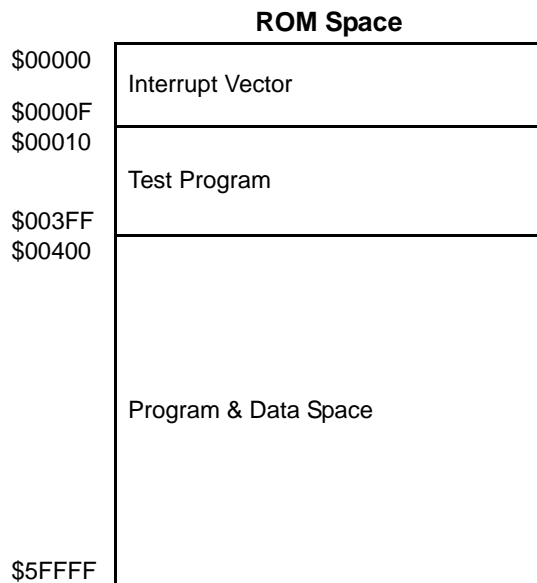 ROM Space
$00000
Interrupt Vector
$0000F
$00010
Test Program
$003FF
$00400
Program & Data Space
$5FFFF